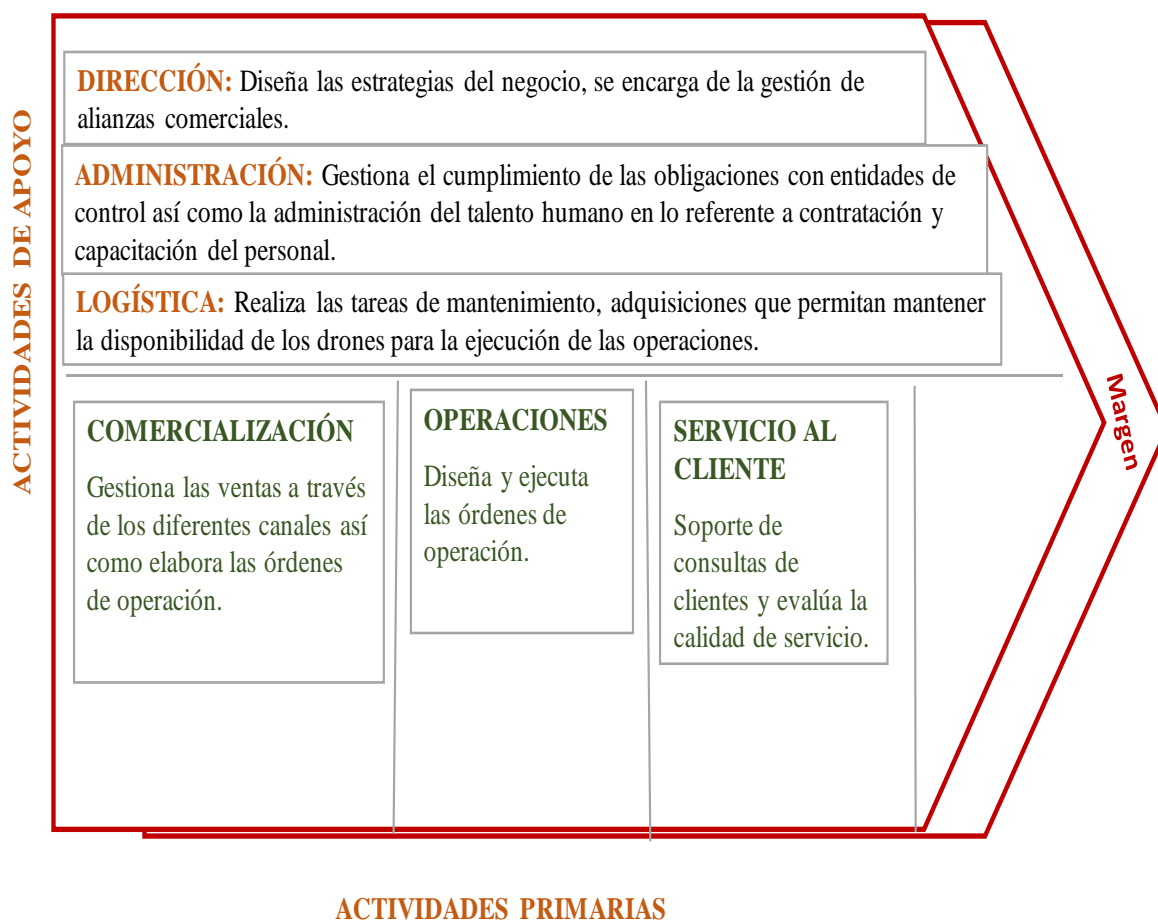 ACTIVIDADES DE APOYO
DIRECCIÓN: Diseña las estrategias del negocio, se encarga de la gestión de
alianzas comerciales.
ADMINISTRACIÓN: Gestiona el cumplimiento de las obligaciones con entidades de
control así como la administración del talento humano en lo referente a contratación y
capacitación del personal.
LOGÍSTICA: Realiza las tareas de mantenimiento, adquisiciones que permitan mantener
la disponibilidad de los drones para la ejecución de las operaciones.
COMERCIALIZACIÓN
Gestiona las ventas a través
de los diferentes canales así
como elabora las órdenes
de operación.
OPERACIONES
Diseña y ejecuta
las órdenes de
operación.
SERVICIO AL
CLIENTE
Soporte de
consultas de
clientes y evalúa la
calidad de servicio.
Margen
ACTIVIDADES PRIMARIAS